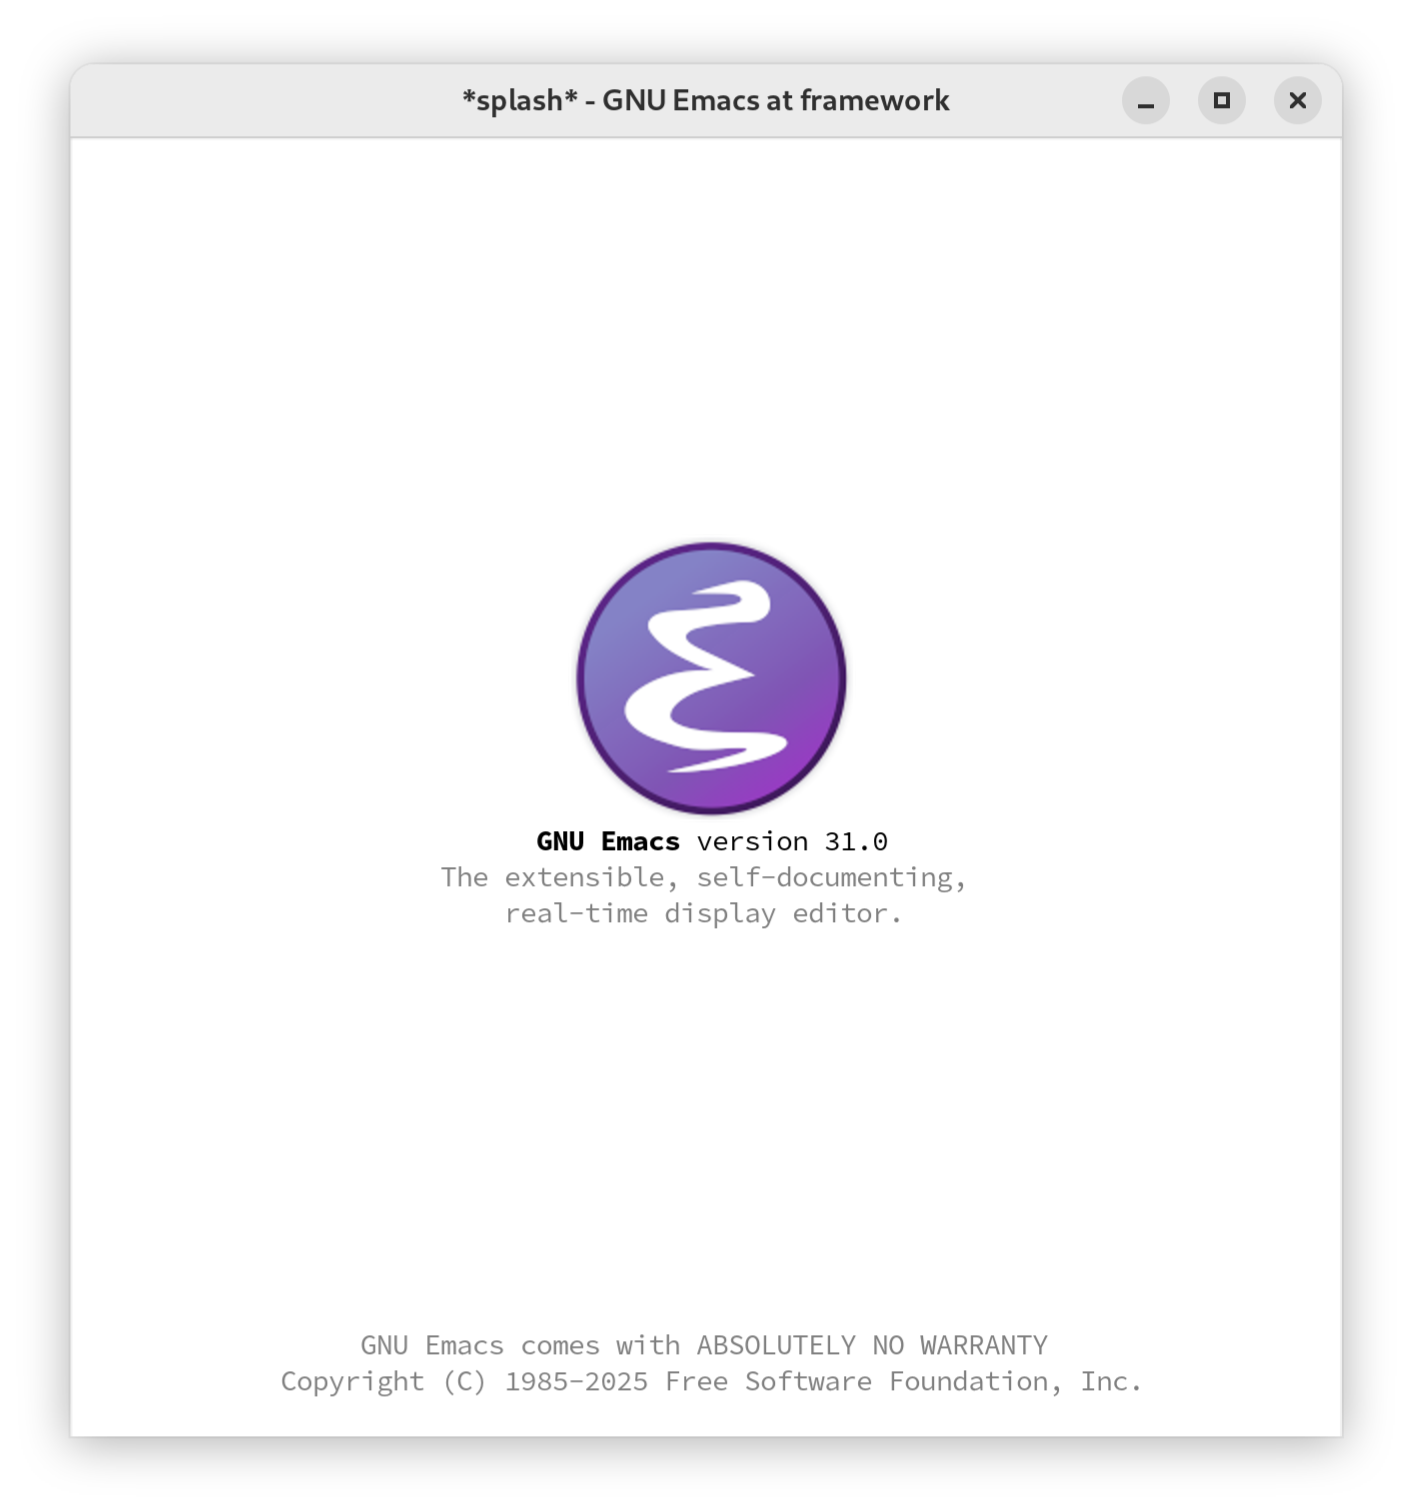 *splash* - GNU Emacs at framework
GNU Emacs version 31.0
The extensible, self-documenting,
real-time display editor.
GNU Emacs comes with ABSOLUTELY NO WARRANTY
Copyright (C) 1985-2025 Free Software Foundation, Inc.